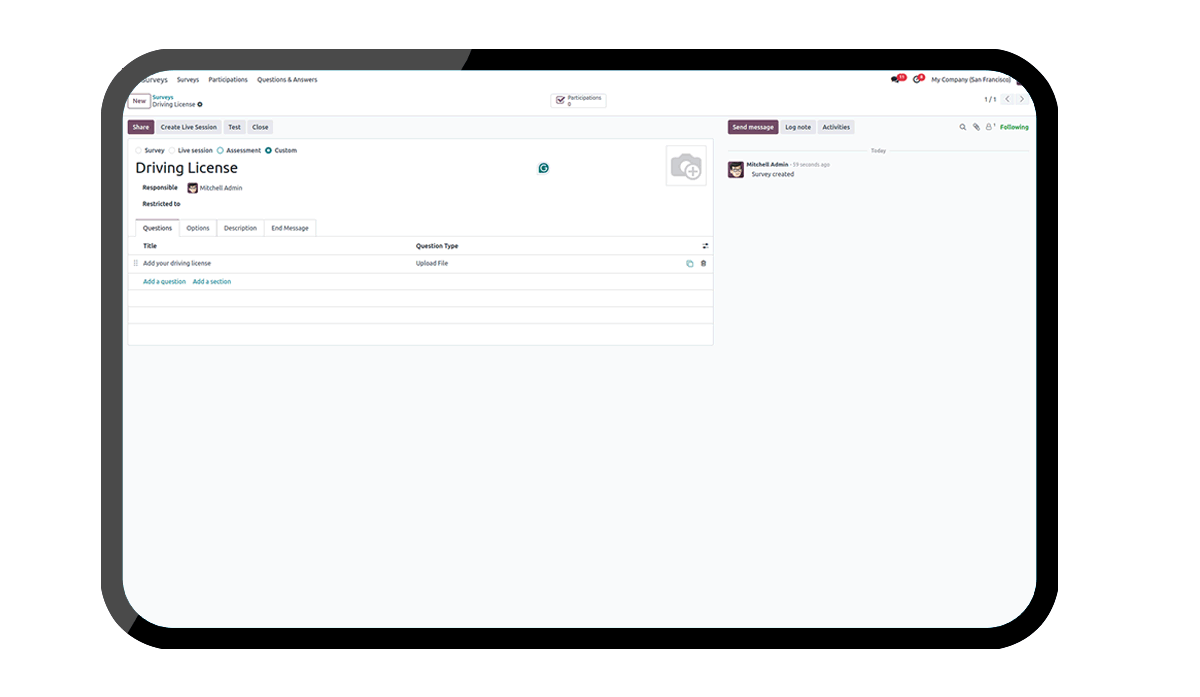 Surveys Surveys Participations Questions & Answers My Company (San Francisco)
New Surveys
Driving License
Participations
0
1 / 1
Share Create Live Session Test Close
Send message Log note Activities Following
Survey Live session Assessment Custom
Today
Driving License
Mitchell Admin - 59 seconds ago
Survey created
Responsible Mitchell Admin
Restricted to
Questions Options Description End Message
Title Question Type
Add your driving license Upload File
Add a question Add a section